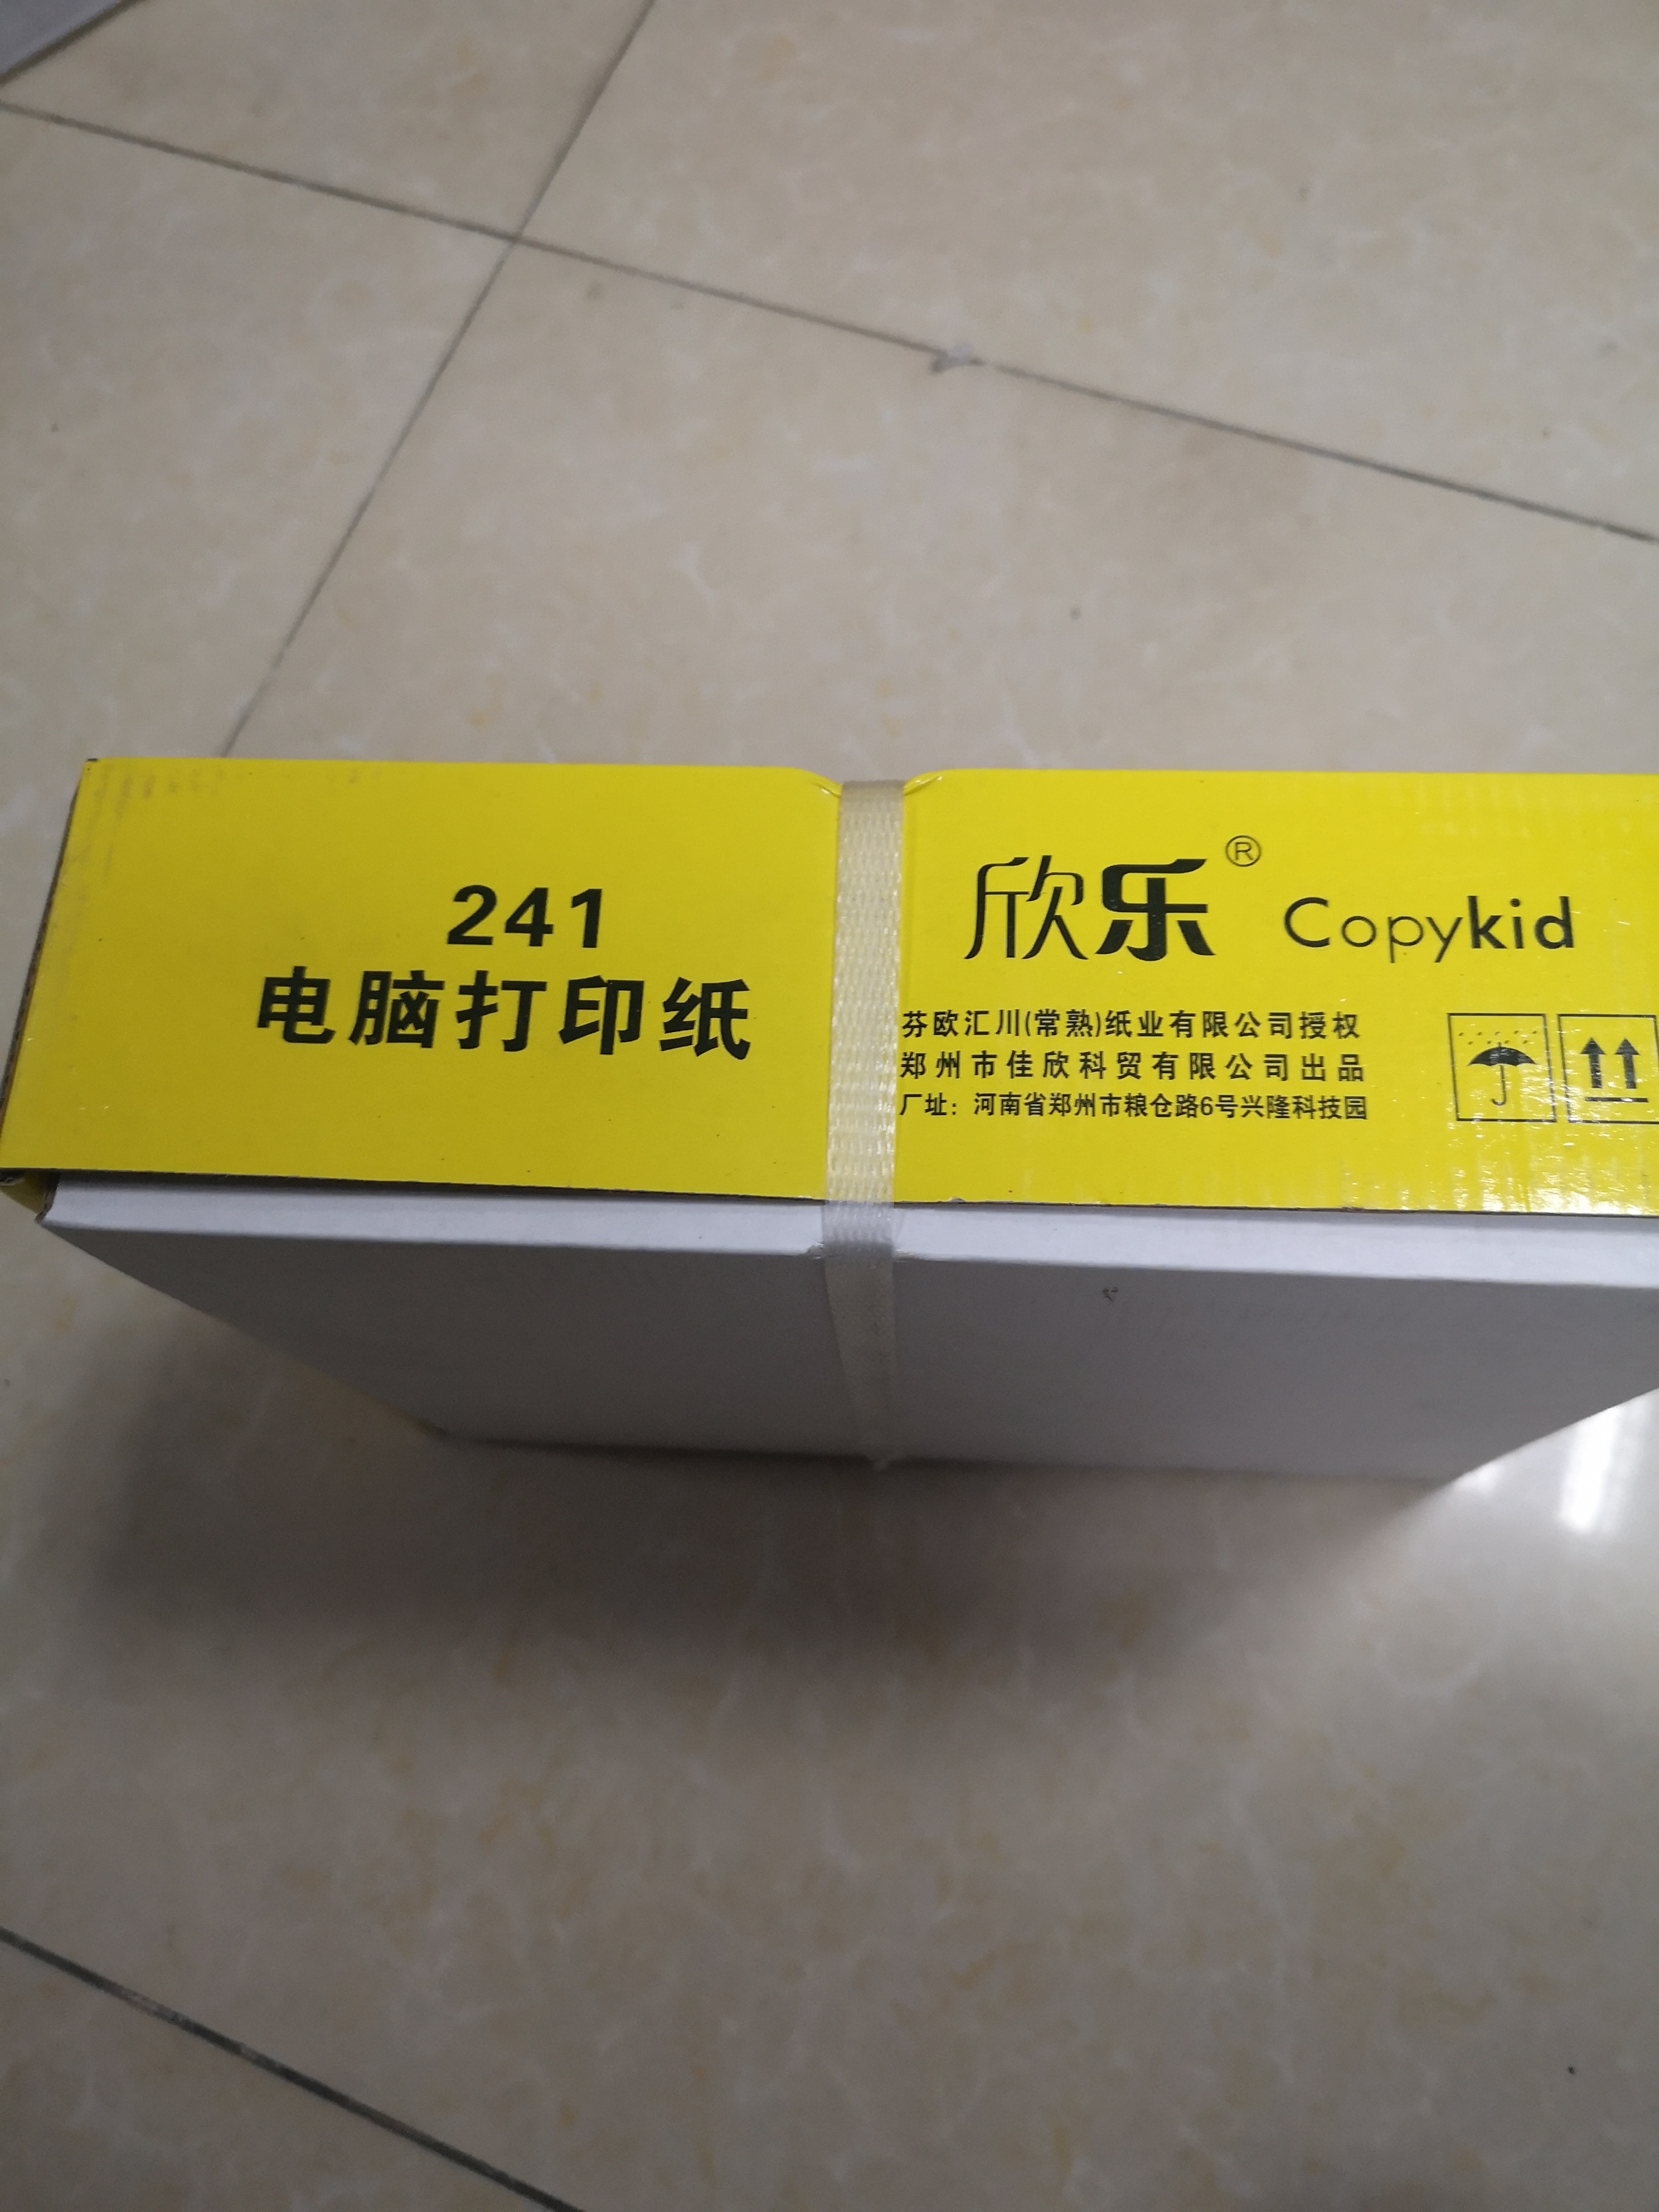 241
电脑打印纸
欣乐® Copykid
芬欧汇川(常熟)纸业有限公司授权
郑州市佳欣科贸有限公司出品
厂址：河南省郑州市粮仓路6号兴隆科技园